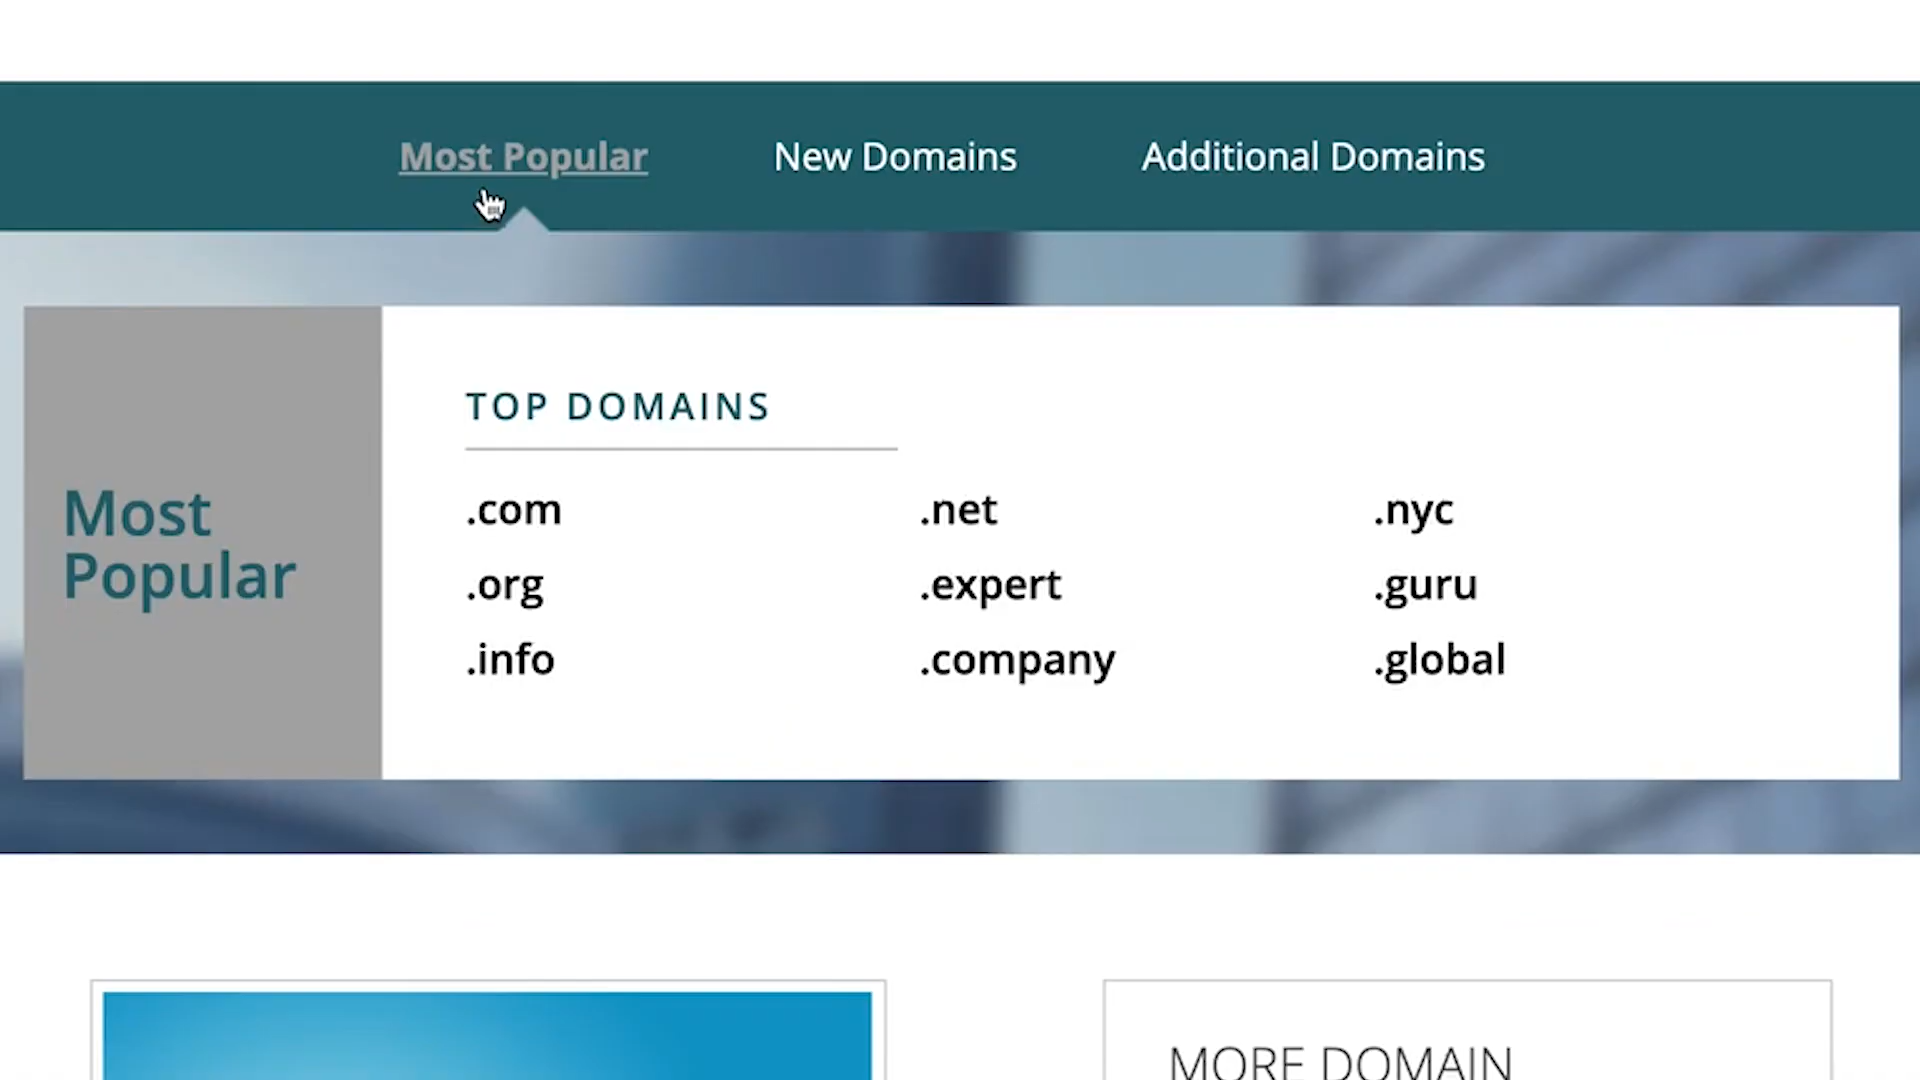 Most Popular New Domains Additional Domains
TOP DOMAINS
Most
Popular
.com .net .nyc
.org .expert .guru
.info .company .global
MORE DOMAIN